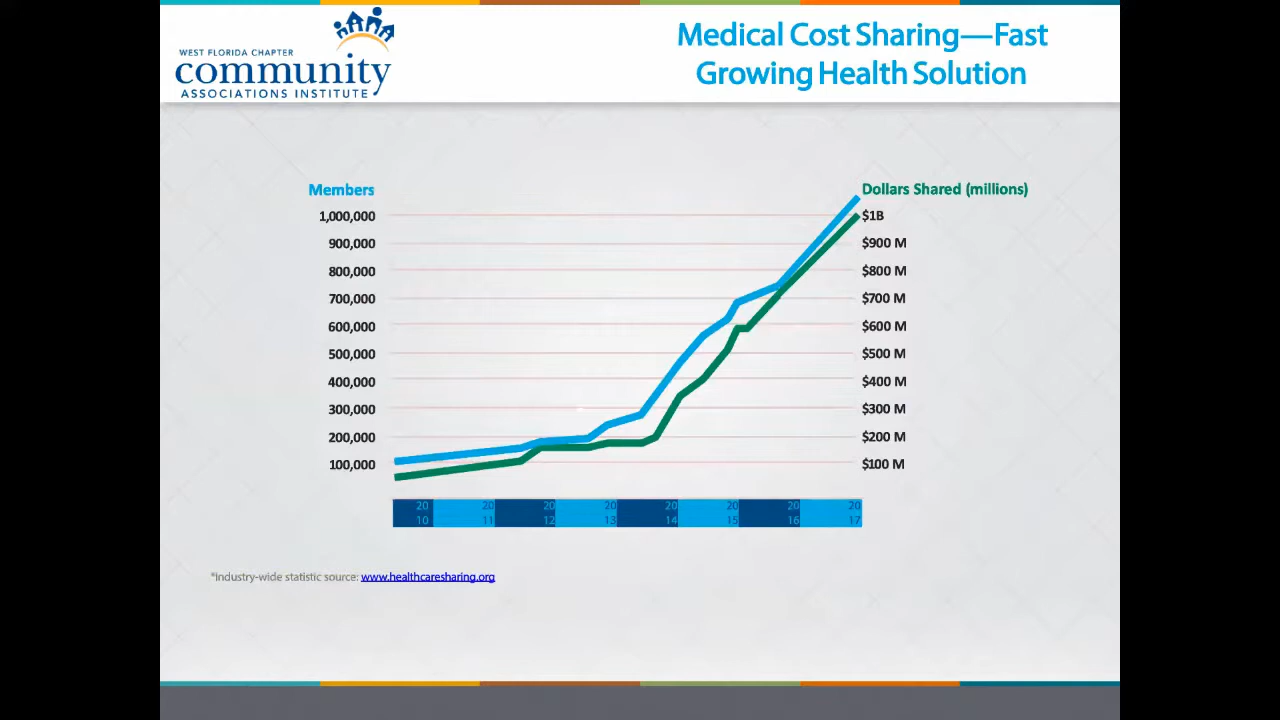 WEST FLORIDA CHAPTER
community
ASSOCIATIONS INSTITUTE
Medical Cost Sharing—Fast
Growing Health Solution
Members
Dollars Shared (millions)
1,000,000
$1B
900,000
$900 M
800,000
$800 M
700,000
$700 M
600,000
$600 M
500,000
$500 M
400,000
$400 M
300,000
$300 M
200,000
$200 M
100,000
$100 M
20 20 20 20 20 20 20 20
10 11 12 13 14 15 16 17
*Industry-wide statistic source: www.healthcaresharing.org